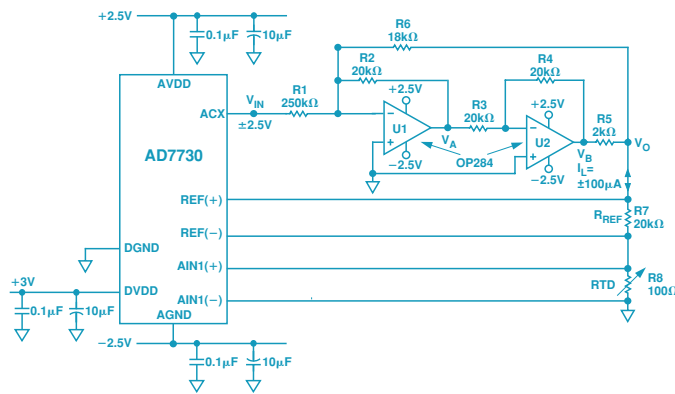 +2.5V
0.1μF
10μF
AVDD
ACX
AD7730
REF(+)
REF(−)
AIN1(+)
AIN1(−)
DGND
DVDD
AGND
+3V
0.1μF
10μF
−2.5V
0.1μF
10μF
VIN
±2.5V
R1
250kΩ
R6
18kΩ
R2
20kΩ
+2.5V
−
+
U1
−2.5V
VA
R3
20kΩ
OP284
R4
20kΩ
+2.5V
−
+
U2
−2.5V
VB
R5
2kΩ
VO
IL=
±100μA
RREF
R7
20kΩ
RTD
R8
100Ω